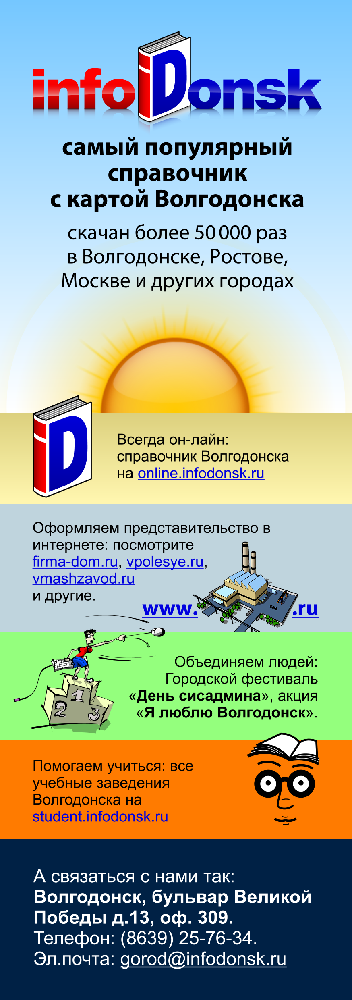 infoDonsk
самый популярный
справочник
с картой Волгодонска
скачан более 50 000 раз
в Волгодонске, Ростове,
Москве и других городах
D
Всегда он-лайн:
справочник Волгодонска
на online.infodonsk.ru
Оформляем представительство в
интернете: посмотрите
firma-dom.ru, vpolesye.ru,
vmashzavod.ru
и другие.
www. .ru
Объединяем людей:
Городской фестиваль
«День сисадмина», акция
«Я люблю Волгодонск».
1
2 3
Помогаем учиться: все
учебные заведения
Волгодонска на
student.infodonsk.ru
А связаться с нами так:
Волгодонск, бульвар Великой
Победы д.13, оф. 309.
Телефон: (8639) 25-76-34.
Эл.почта: gorod@infodonsk.ru